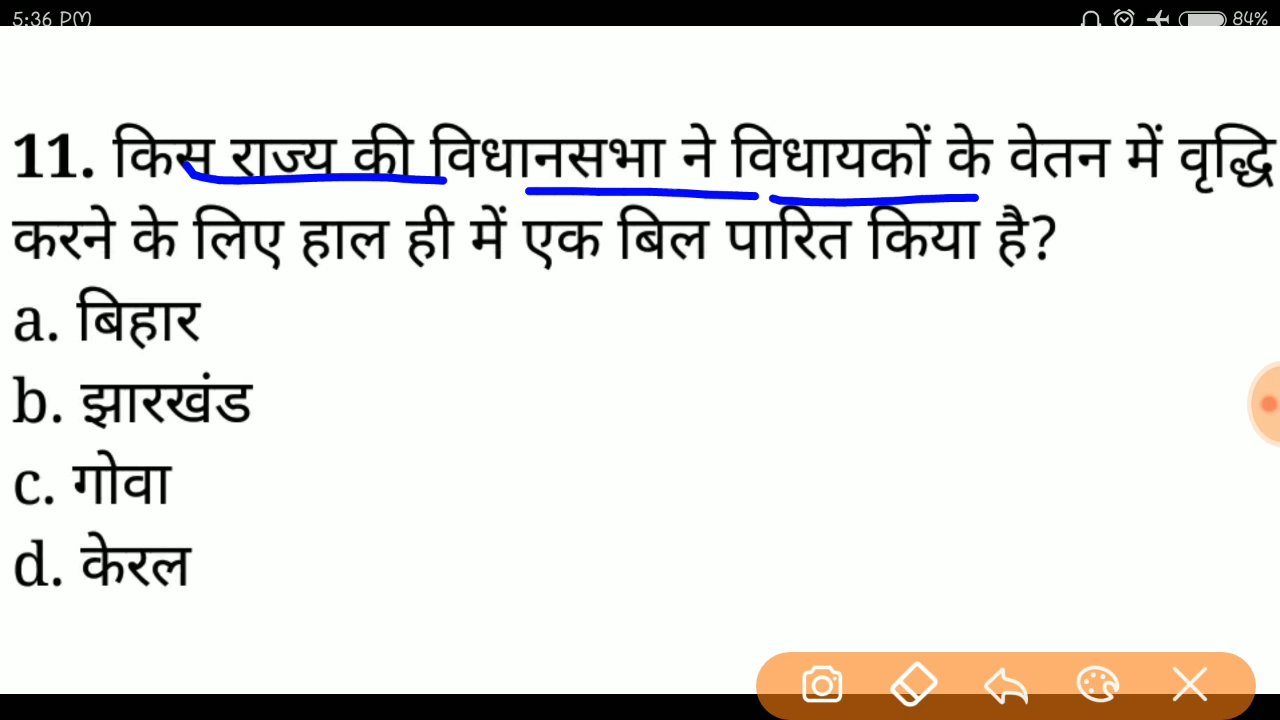 5:36 PM 84%
11. किस राज्य की विधानसभा ने विधायकों के वेतन में वृद्धि
करने के लिए हाल ही में एक बिल पारित किया है?
a. बिहार
b. झारखंड
c. गोवा
d. केरल